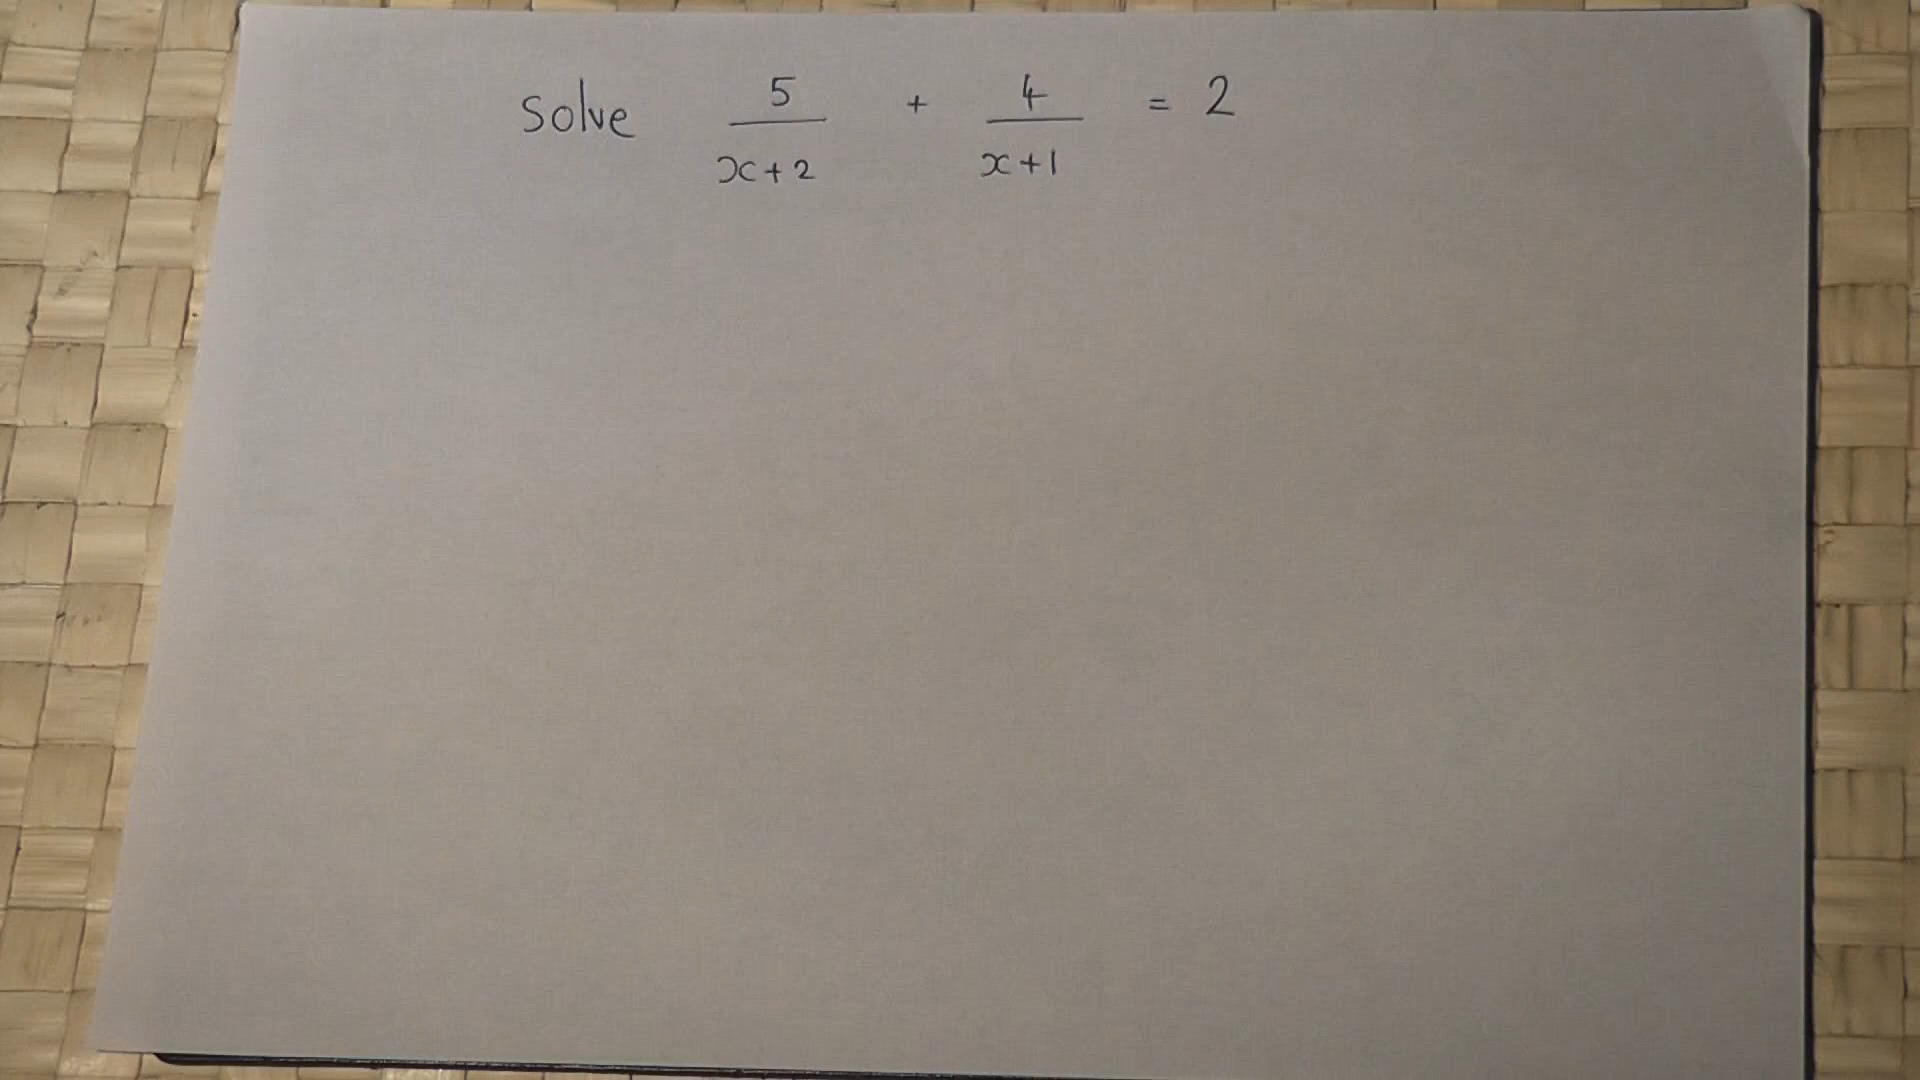 Solve 5/(x+2) + 4/(x+1) = 2